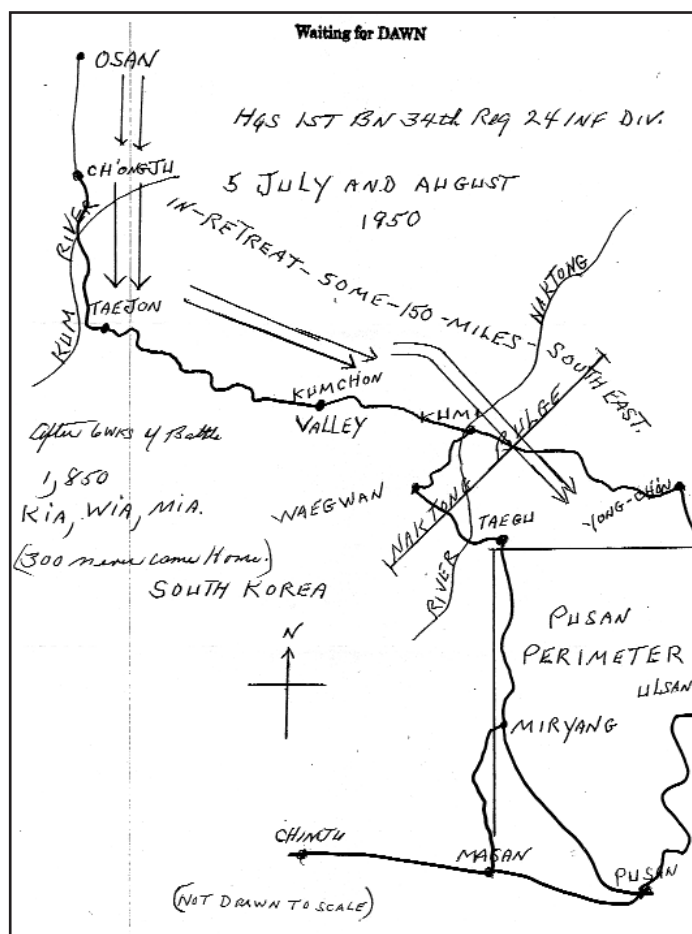 Waiting for DAWN
OSAN
HQS 1ST BN 34th Reg 24 INF DIV.
CH'ONGJU
5 JULY AND AUGUST
1950
RIVER
KUM
IN-RETREAT-SOME-150-MILES-SOUTH EAST.
NAKTONG
TAEJON
KUMCHON
VALLEY
KUMI
NAKTONG BULGE
After 6WKS of Battle
1,850
KIA, WIA, MIA.
(300 never came Home.)
SOUTH KOREA
WAEGWAN
TAEGU
YONG-CHON
RIVER
PUSAN
PERIMETER
ULSAN
N
MIRYANG
CHINJU
MASAN
PUSAN
(NOT DRAWN TO SCALE)